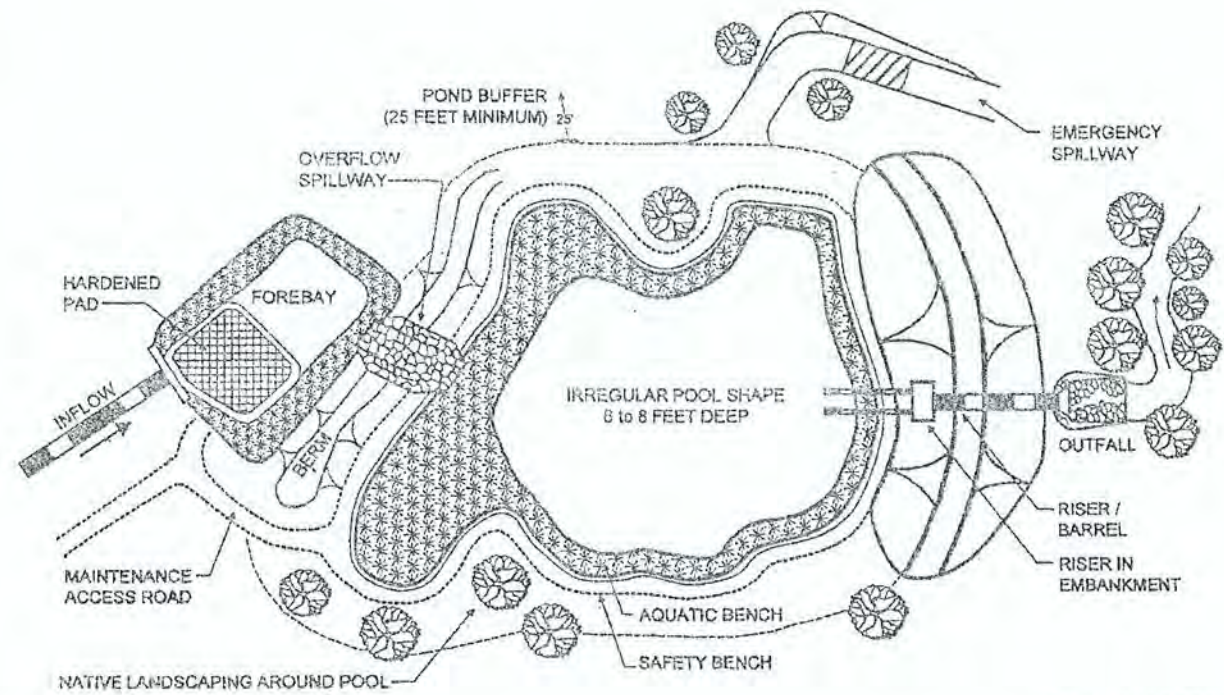 POND BUFFER
(25 FEET MINIMUM)
25'
OVERFLOW
SPILLWAY
EMERGENCY
SPILLWAY
HARDENED
PAD
FOREBAY
INFLOW
BERM
IRREGULAR POOL SHAPE
6 to 8 FEET DEEP
OUTFALL
RISER /
BARREL
RISER IN
EMBANKMENT
MAINTENANCE
ACCESS ROAD
AQUATIC BENCH
SAFETY BENCH
NATIVE LANDSCAPING AROUND POOL